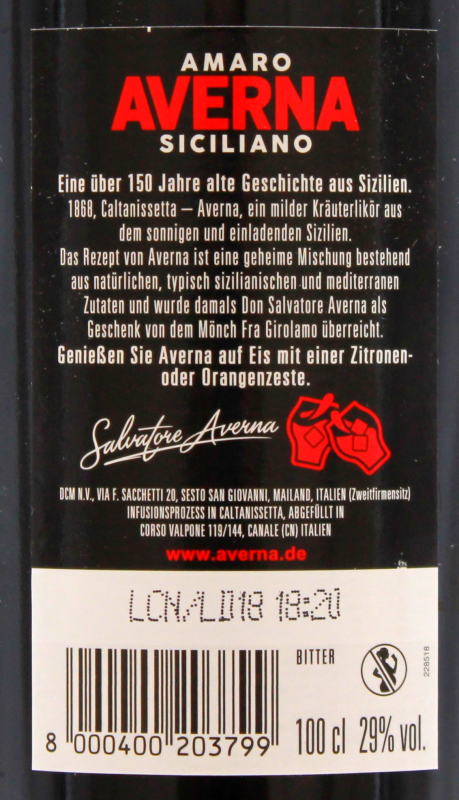 AMARO
AVERNA
SICILIANO
Eine über 150 Jahre alte Geschichte aus Sizilien.
1868, Caltanissetta – Averna, ein milder Kräuterlikör aus
dem sonnigen und einladenden Sizilien.
Das Rezept von Averna ist eine geheime Mischung bestehend
aus natürlichen, typisch sizilianischen und mediterranen
Zutaten und wurde damals Don Salvatore Averna als
Geschenk von dem Mönch Fra Girolamo überreicht.
Genießen Sie Averna auf Eis mit einer Zitronen-
oder Orangenzeste.
Salvatore Averna
DCM N.V., VIA F. SACCHETTI 20, SESTO SAN GIOVANNI, MAILAND, ITALIEN (Zweitfirmensitz)
INFUSIONSPROZESS IN CALTANISSETTA, ABGEFÜLLT IN
CORSO VALPONE 119/144, CANALE (CN) ITALIEN
www.averna.de
LCN/LD18 18:20
BITTER
228518
8 000400 203799
100 cl 29% vol.